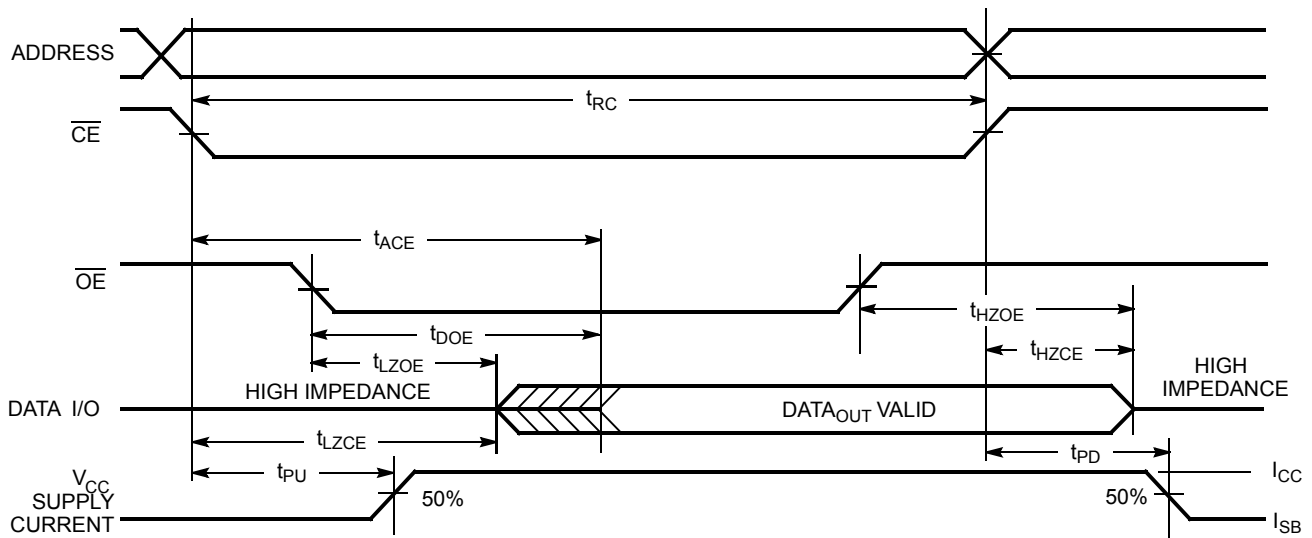 ADDRESS
tRC
CE
tACE
OE
tHZOE
tDOE
tHZCE
tLZOE
HIGH IMPEDANCE
HIGH
IMPEDANCE
DATA I/O
DATAOUT VALID
tLZCE
tPU
tPD
VCC
SUPPLY
CURRENT
50%
50%
ICC
ISB